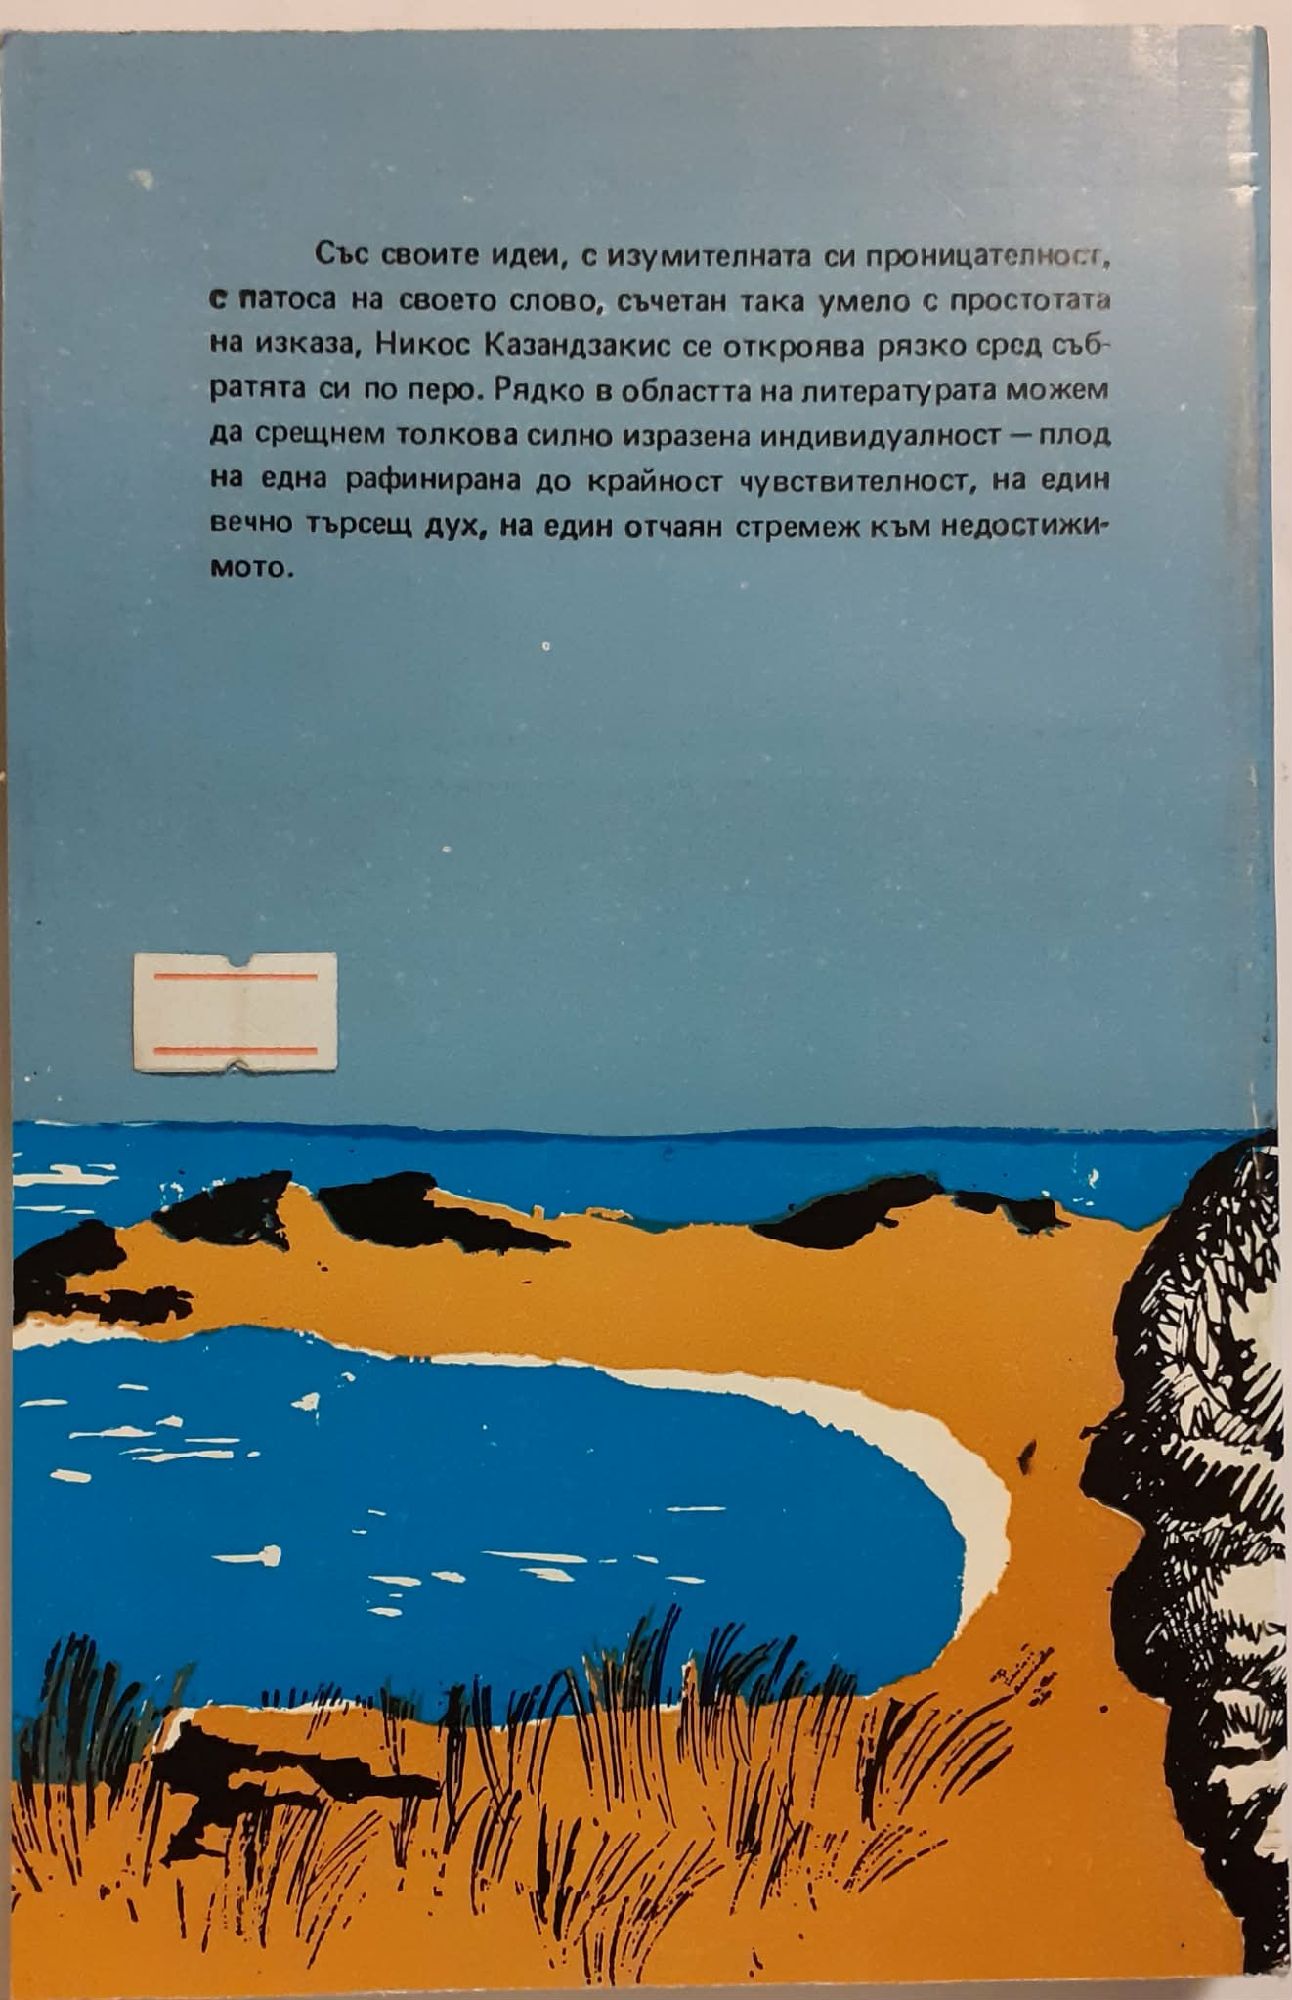 Със своите идеи, с изумителната си проницателност,
с патоса на своето слово, съчетан така умело с простотата
на изказа, Никос Казандзакис се откроява рязко сред съб-
ратята си по перо. Рядко в областта на литературата можем
да срещнем толкова силно изразена индивидуалност — плод
на една рафинирана до крайност чувствителност, на един
вечно търсещ дух, на един отчаян стремеж към недостижи-
мото.